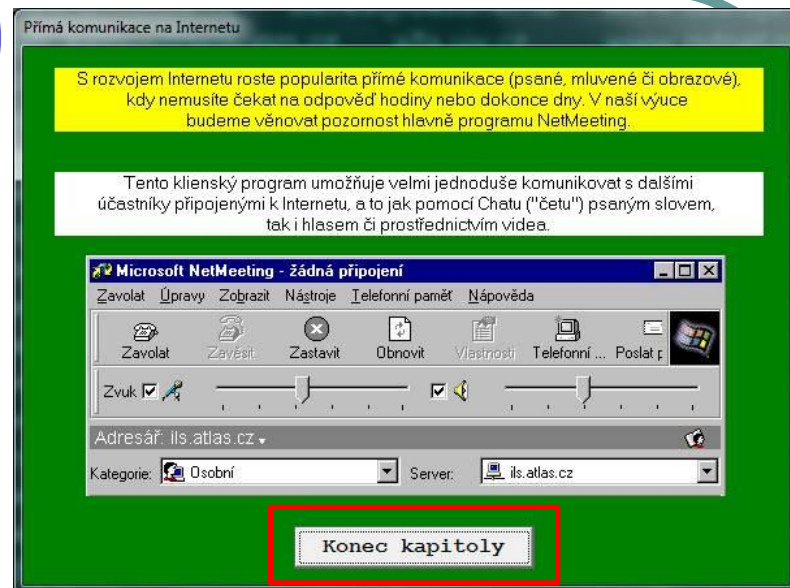 Přímá komunikace na Internetu
S rozvojem Internetu roste popularita přímé komunikace (psané, mluvené či obrazové),
kdy nemusíte čekat na odpověď hodiny nebo dokonce dny. V naší výuce
budeme věnovat pozornost hlavně programu NetMeeting.
Tento klienský program umožňuje velmi jednoduše komunikovat s dalšími
účastníky připojenými k Internetu, a to jak pomocí Chatu ("četu") psaným slovem,
tak i hlasem či prostřednictvím videa.
Microsoft NetMeeting - žádná připojení
Zavolat Úpravy Zobrazit Nástroje Telefonní paměť Nápověda
Zavolat Zavěsit Zastavit Obnovit Vlastnosti Telefonní ... Poslat p
Zvuk
Adresář: ils.atlas.cz
Kategorie: Osobní Server: ils.atlas.cz
Konec kapitoly